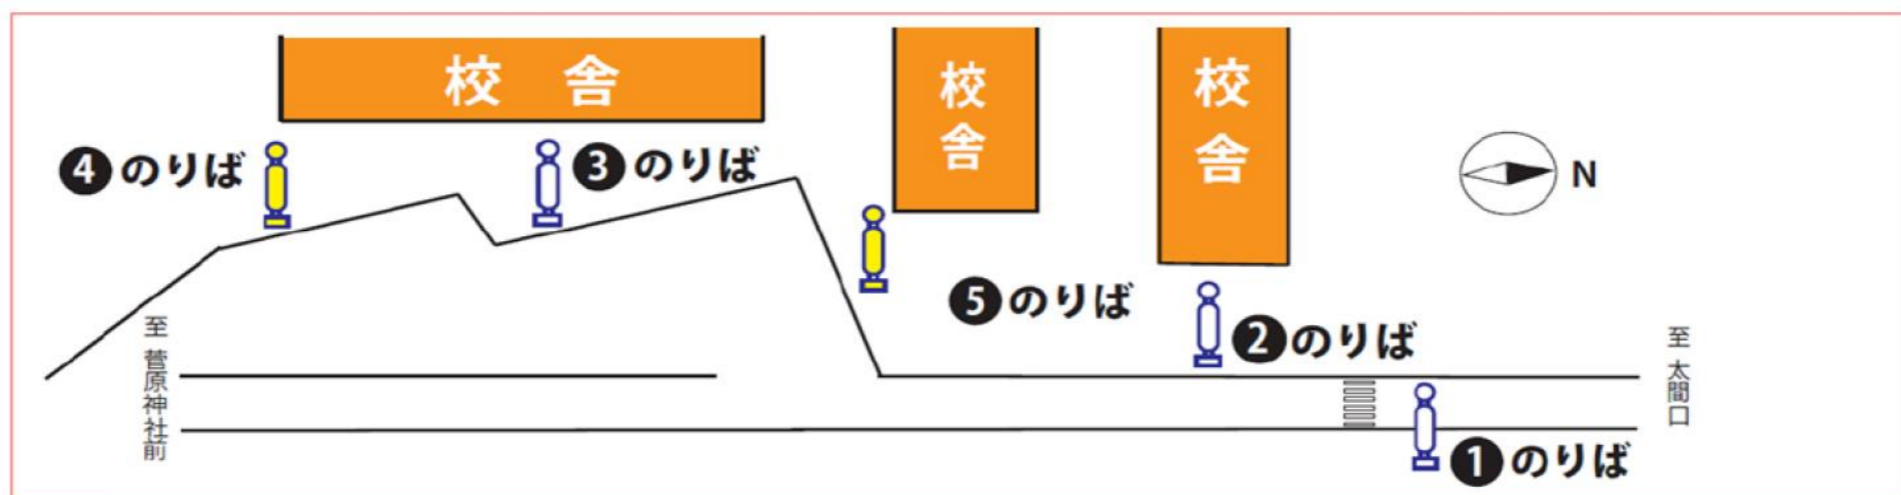 校 舎
校舎
校舎
❹のりば
❸のりば
N
❺のりば
❷のりば
至 菅原神社前
至 太間口
❶のりば